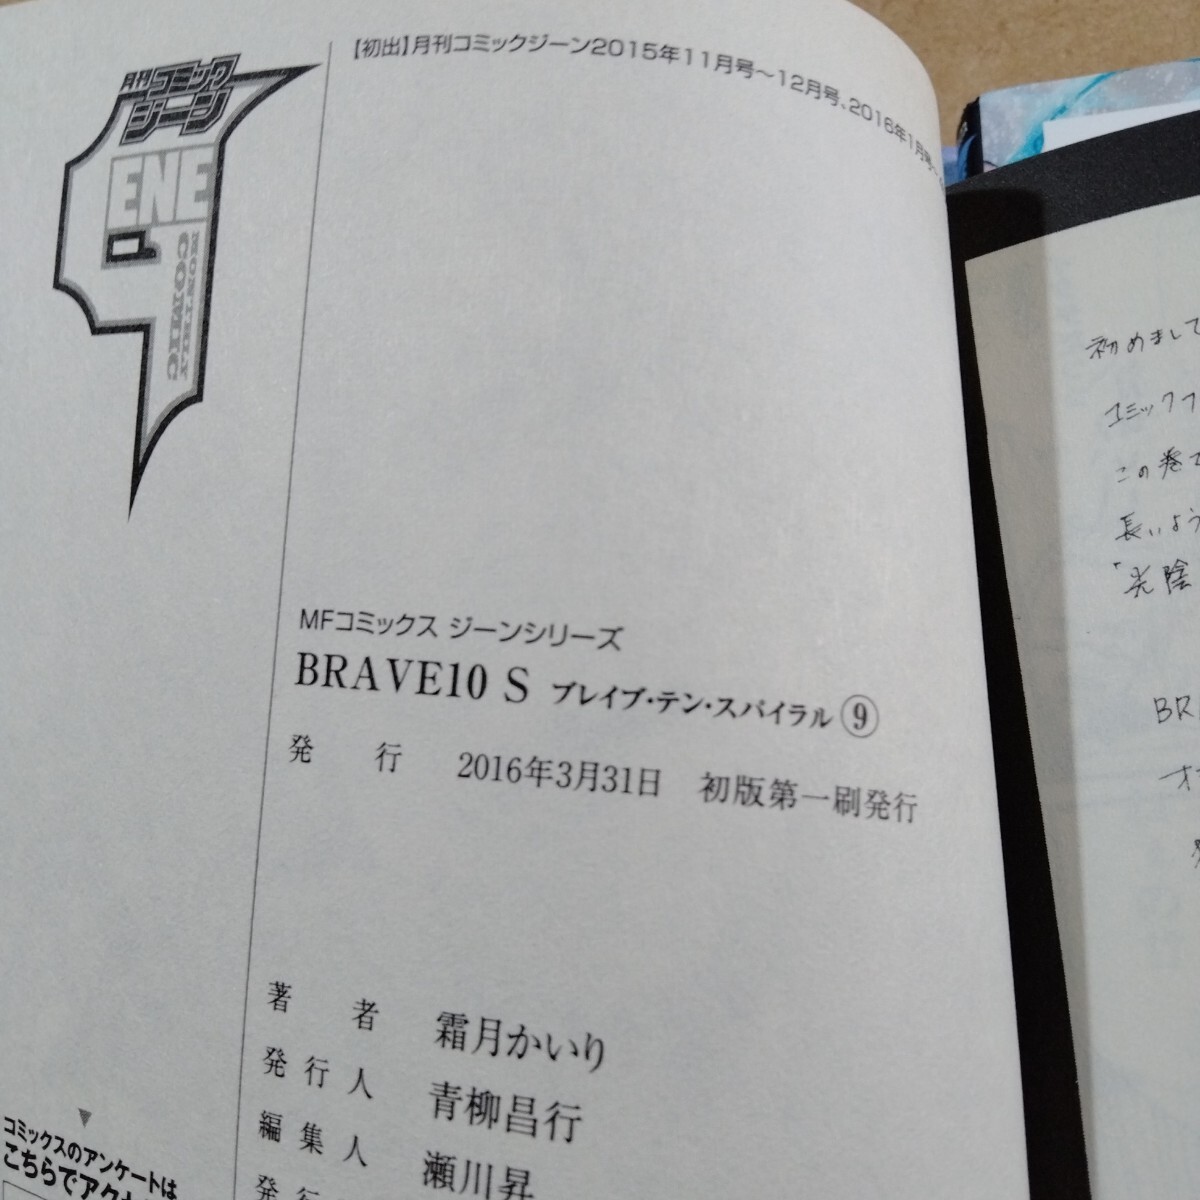 【初出】月刊コミックジーン2015年11月号〜12月号、2016年1月号〜
月刊コミックジーン
GENE
MONTHLY
COMIC
MFコミックス ジーンシリーズ
BRAVE10 S ブレイブ・テン・スパイラル⑨
発行 2016年3月31日 初版第一刷発行
著者 霜月かいり
発行人 青柳昌行
編集人 瀬川昇
発行
▼
コミックスのアンケートは
こちらでアク
初めまして
コミックフ
この巻で
長いよう
「光陰
BR
オ